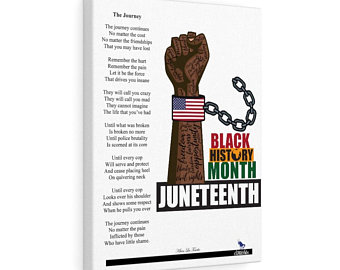 The Journey
The journey continues
No matter the cost
No matter the friendships
That you may have lost
Remember the hurt
Remember the pain
Let it be the force
That drives you insane
They will call you crazy
They will call you mad
They cannot imagine
The life that you've had
Until what was broken
Is broken no more
Until police brutality
Is scorned at its core
Until every cop
Will serve and protect
And cease placing heel
On quivering neck
Until every cop
Looks over his shoulder
And shows some respect
When he pulls you over
The journey continues
No matter the pain
Inflicted by those
Who have little shame.
BLACK
HISTORY
MONTH
JUNETEENTH